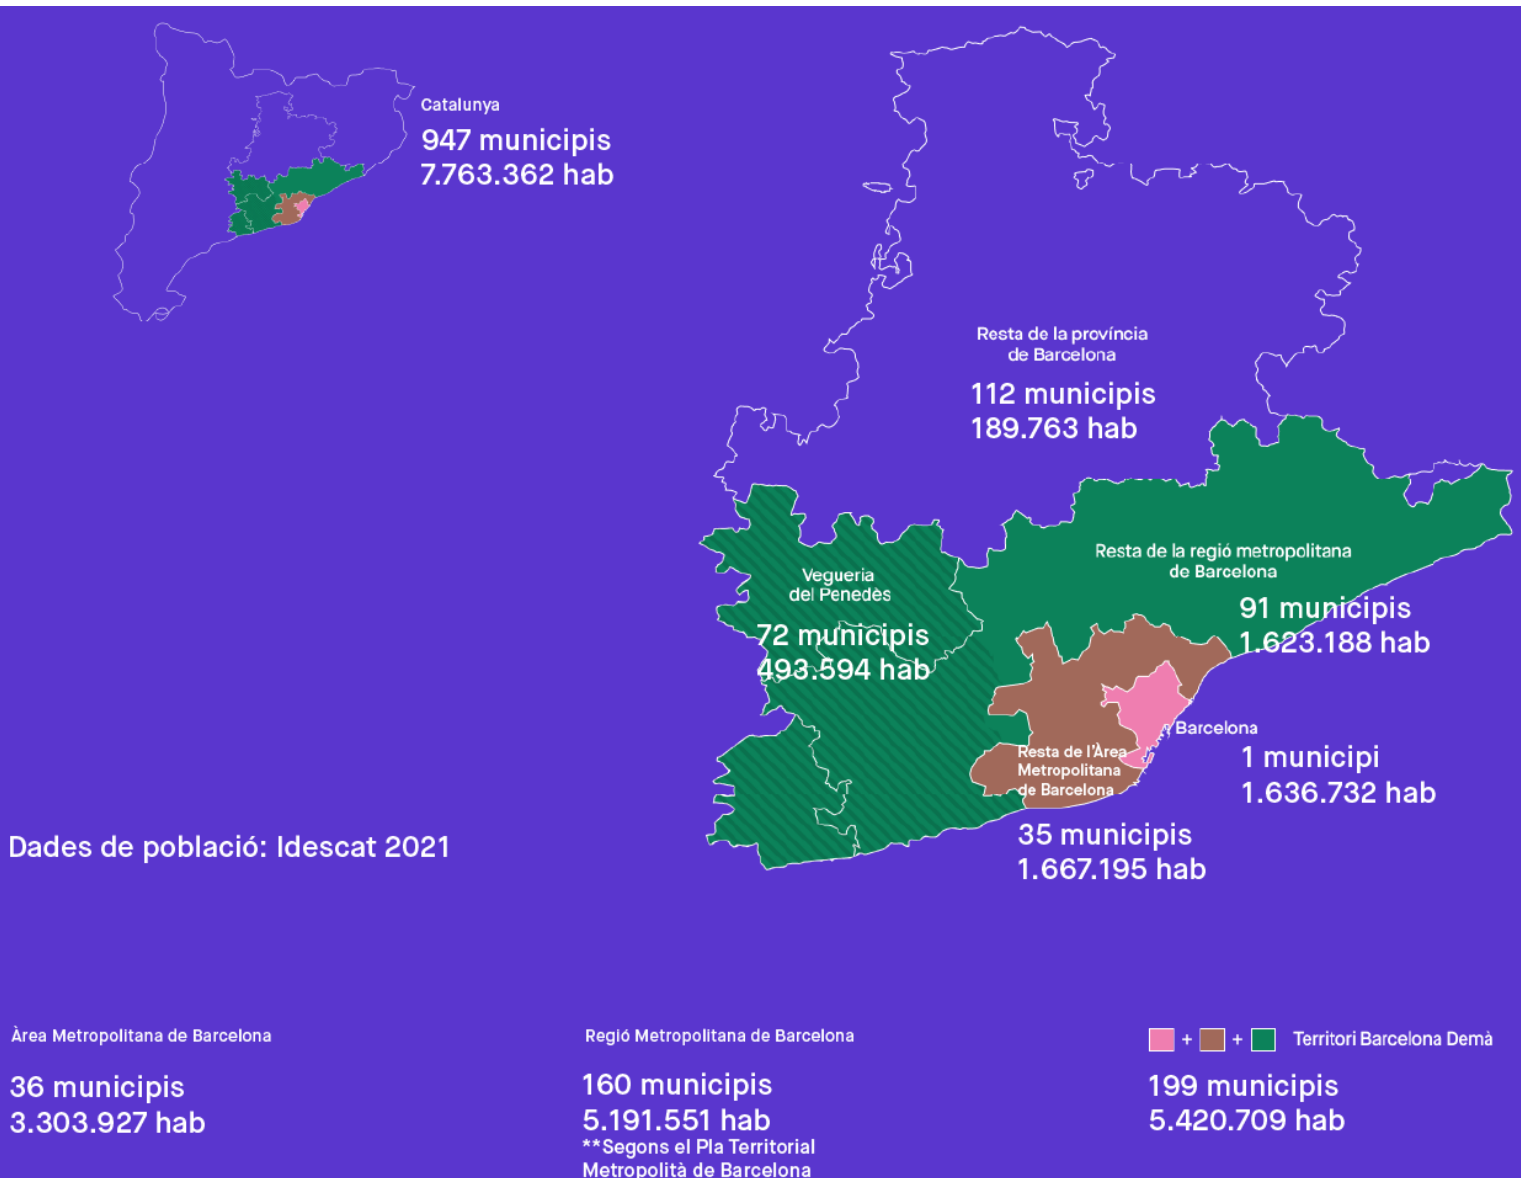 Catalunya
947 municipis
7.763.362 hab
Resta de la província
de Barcelona
112 municipis
189.763 hab
Resta de la regió metropolitana
de Barcelona
91 municipis
1.623.188 hab
Vegueria
del Penedès
72 municipis
493.594 hab
Barcelona
1 municipi
1.636.732 hab
Resta de l'Àrea
Metropolitana
de Barcelona
35 municipis
1.667.195 hab
Dades de població: Idescat 2021
Àrea Metropolitana de Barcelona
36 municipis
3.303.927 hab
Regió Metropolitana de Barcelona
160 municipis
5.191.551 hab
**Segons el Pla Territorial
Metropolità de Barcelona
+ + Territori Barcelona Demà
199 municipis
5.420.709 hab